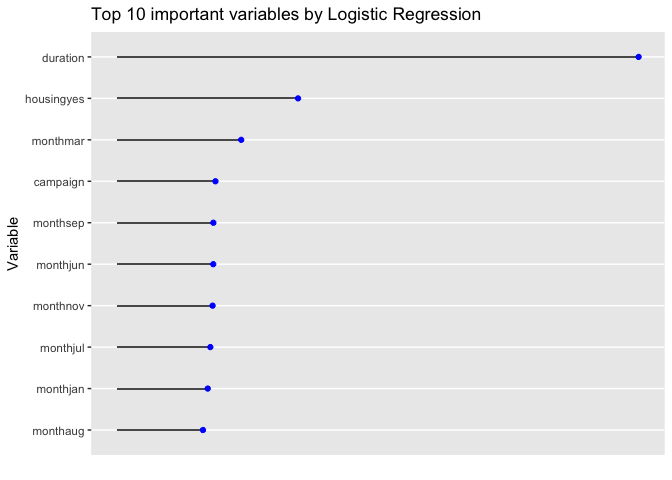 Top 10 important variables by Logistic Regression
Variable
duration
housingyes
monthmar
campaign
monthsep
monthjun
monthnov
monthjul
monthjan
monthaug